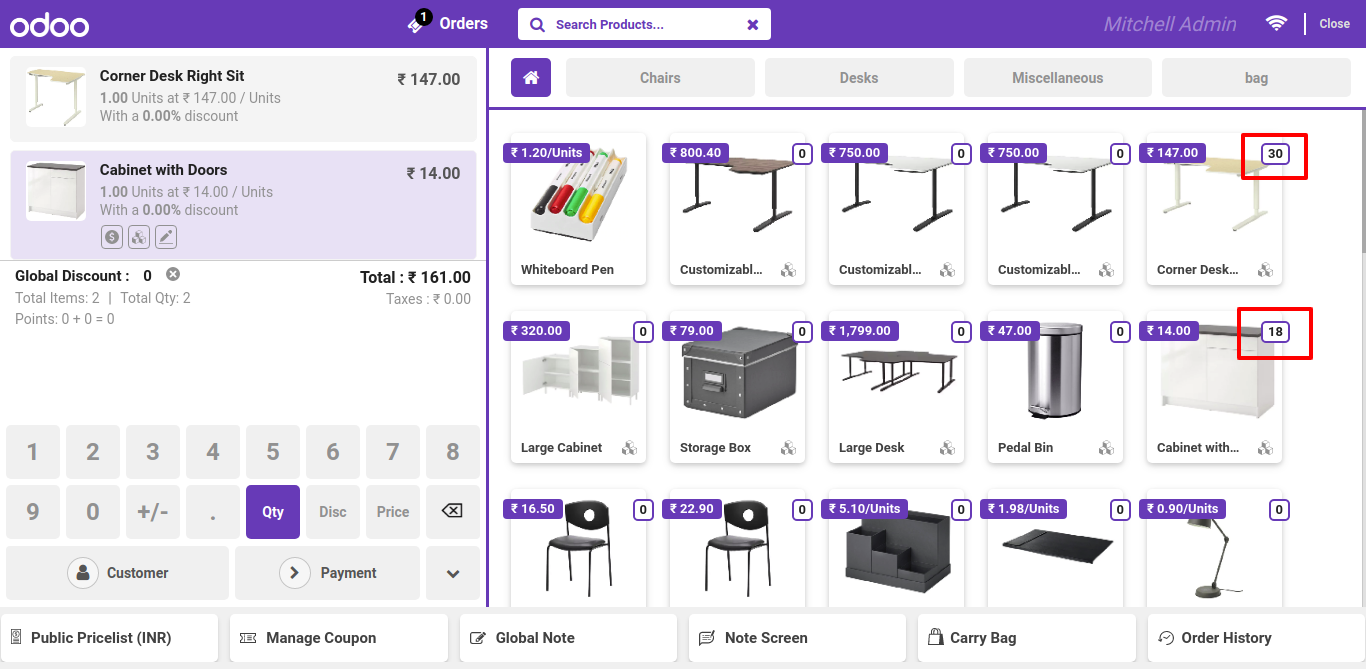 odoo
1
Orders
Search Products...
Mitchell Admin
Close
Corner Desk Right Sit
₹ 147.00
1.00 Units at ₹ 147.00 / Units
With a 0.00% discount
Cabinet with Doors
₹ 14.00
1.00 Units at ₹ 14.00 / Units
With a 0.00% discount
Global Discount : 0
Total : ₹ 161.00
Total Items: 2 | Total Qty: 2
Taxes : ₹ 0.00
Points: 0 + 0 = 0
1 2 3 4 5 6 7 8
9 0 +/- . Qty Disc Price
Customer
Payment
Chairs
Desks
Miscellaneous
bag
₹ 1.20/Units
Whiteboard Pen
₹ 800.40
0
Customizabl...
₹ 750.00
0
Customizabl...
₹ 750.00
0
Customizabl...
₹ 147.00
30
Corner Desk...
₹ 320.00
0
Large Cabinet
₹ 79.00
0
Storage Box
₹ 1,799.00
0
Large Desk
₹ 47.00
0
Pedal Bin
₹ 14.00
18
Cabinet with...
₹ 16.50
0
₹ 22.90
0
₹ 5.10/Units
0
₹ 1.98/Units
0
₹ 0.90/Units
0
Public Pricelist (INR)
Manage Coupon
Global Note
Note Screen
Carry Bag
Order History